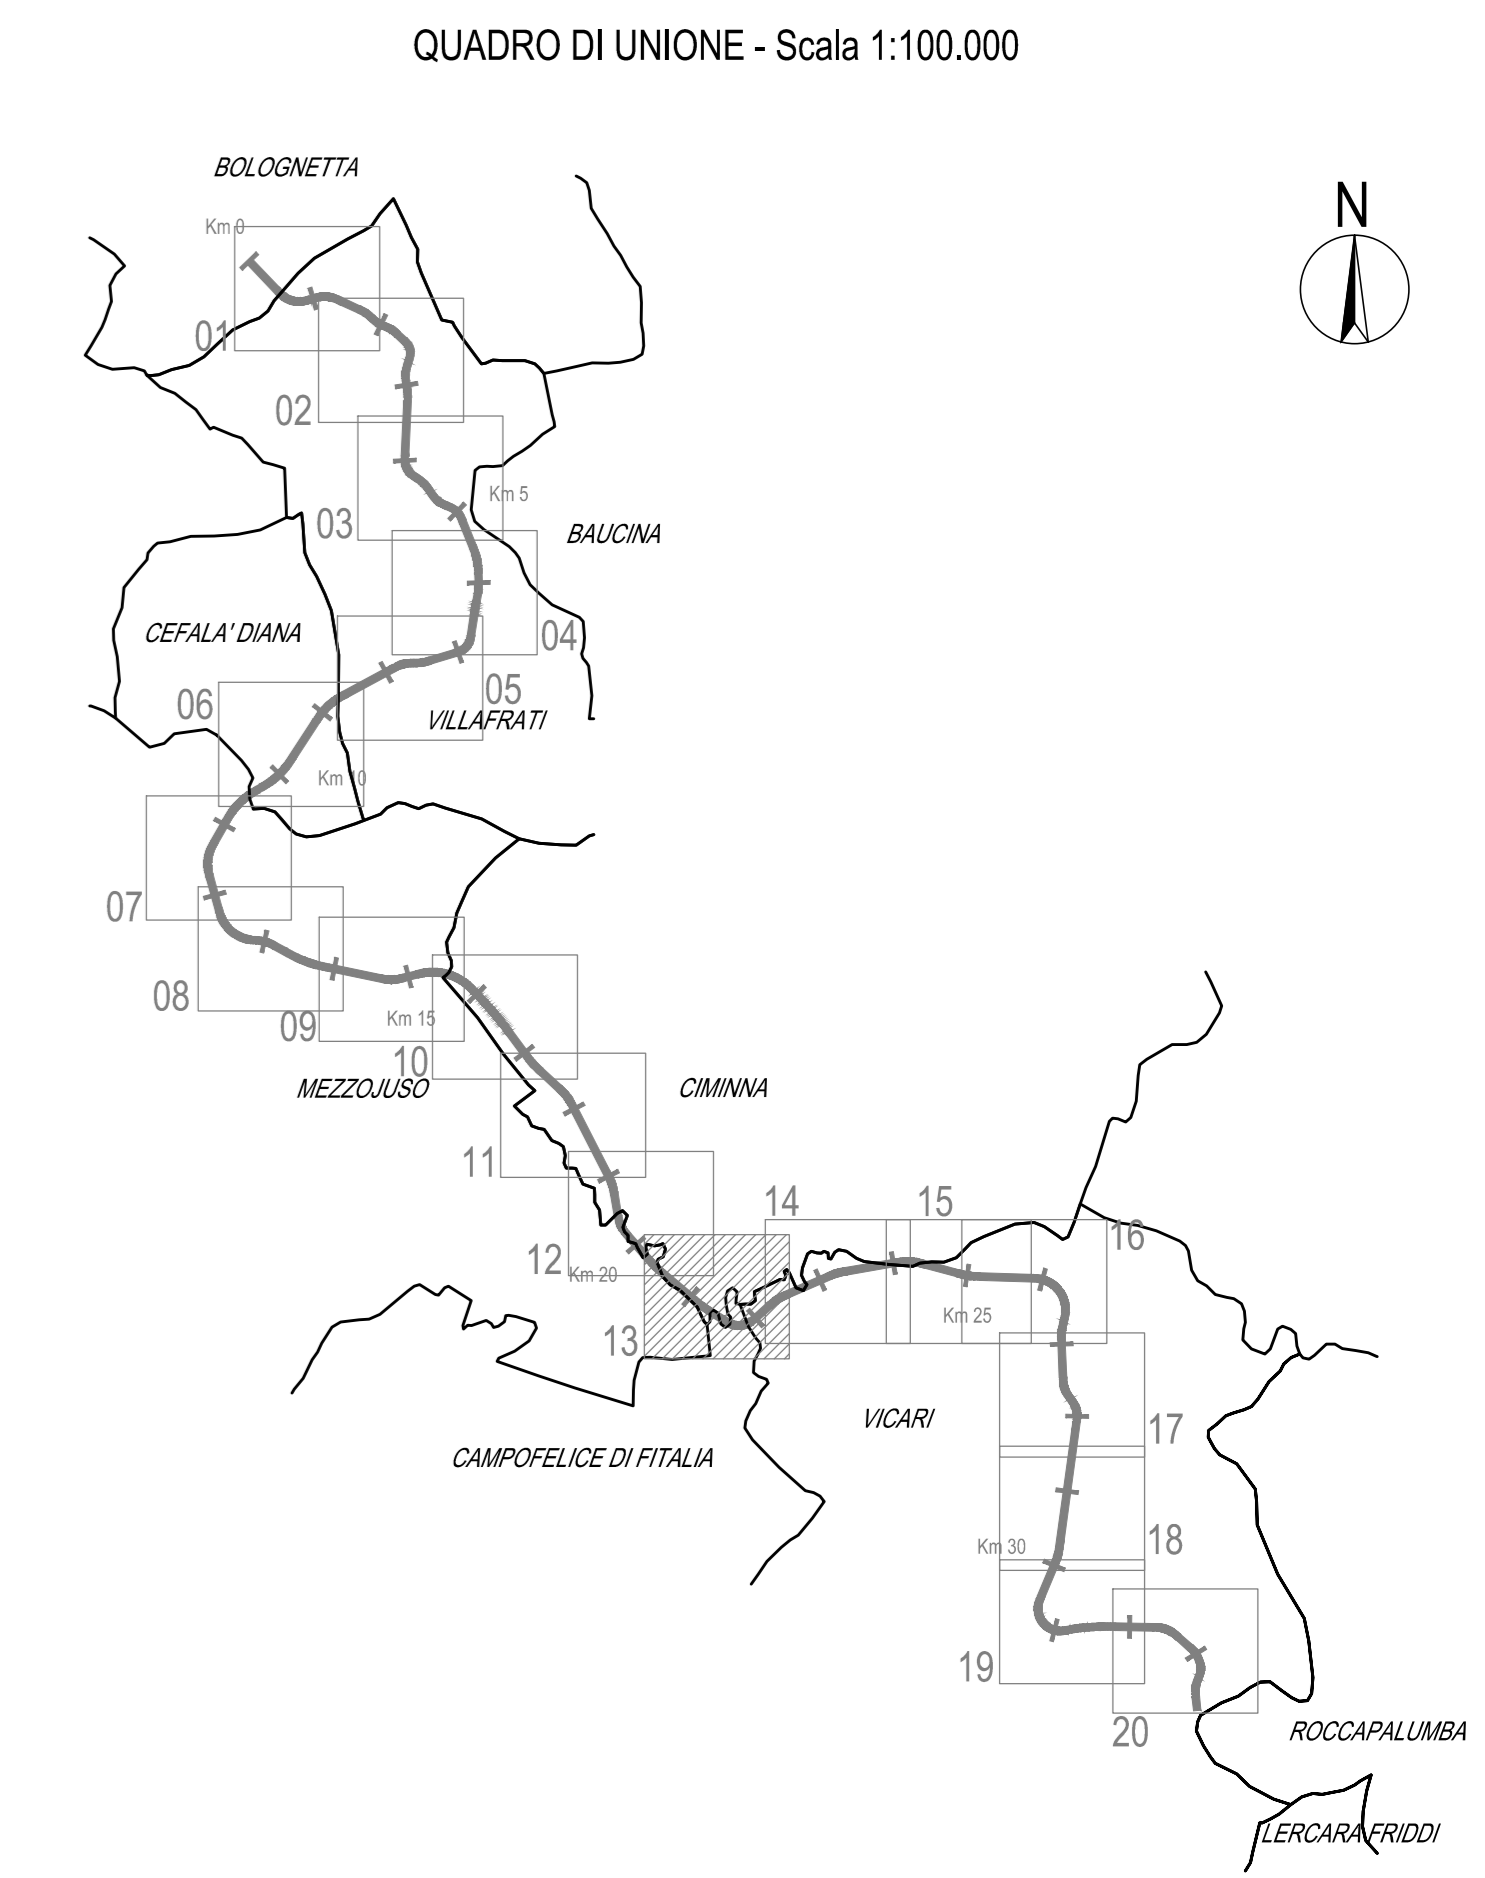 QUADRO DI UNIONE - Scala 1:100.000
BOLOGNETTA
N
Km 0
01
02
Km 5
03
BAUCINA
CEFALA' DIANA
04
05
06
VILLAFRATI
Km 10
07
08
Km 15
09
10
MEZZOJUSO
CIMINNA
11
14
15
16
12
Km 20
Km 25
13
VICARI
17
CAMPOFELICE DI FITALIA
18
Km 30
19
20
ROCCAPALUMBA
LERCARA FRIDDI